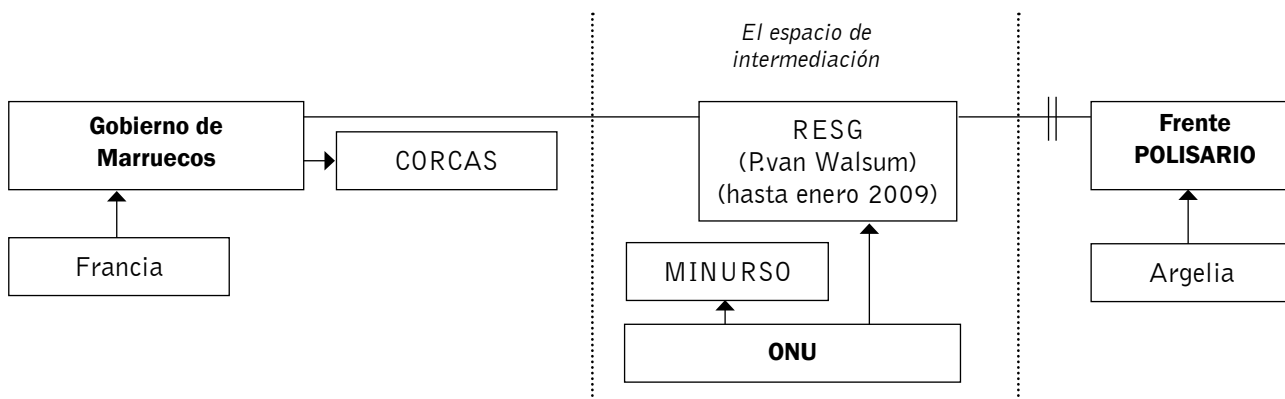 El espacio de
intermediación
Gobierno de
Marruecos
CORCAS
Francia
RESG
(P.van Walsum)
(hasta enero 2009)
MINURSO
ONU
Frente
POLISARIO
Argelia